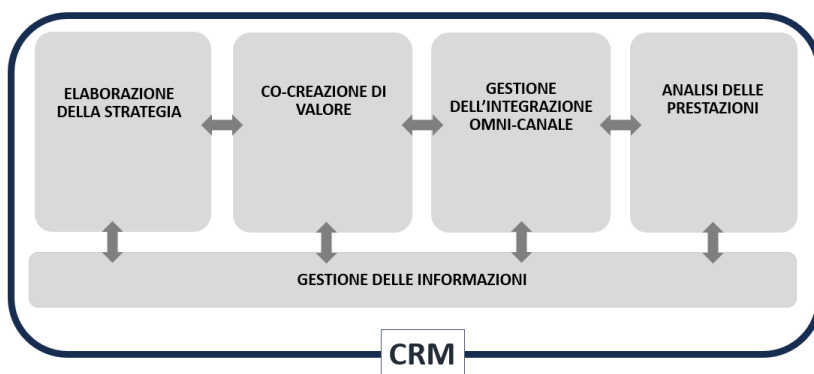 ELABORAZIONE
DELLA STRATEGIA
CO-CREAZIONE DI
VALORE
GESTIONE
DELL'INTEGRAZIONE
OMNI-CANALE
ANALISI DELLE
PRESTAZIONI
GESTIONE DELLE INFORMAZIONI
CRM